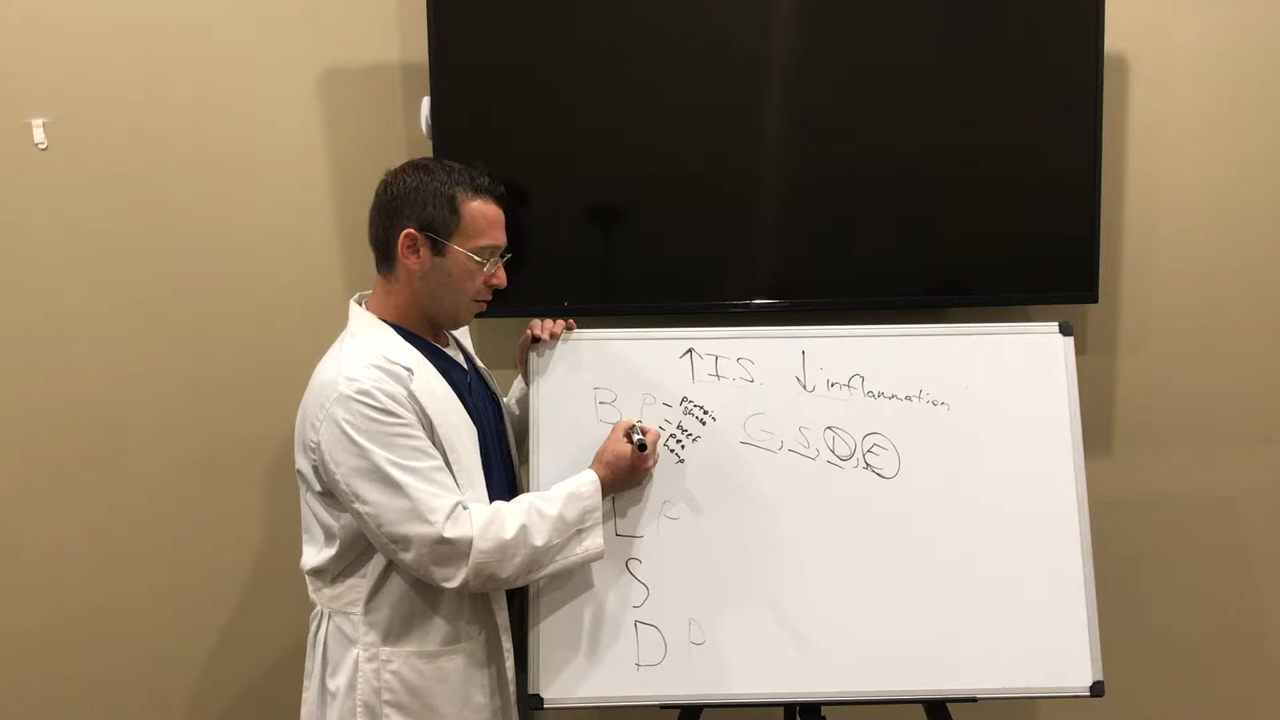 ↑ I.S. ↓ inflammation
B P - protein
shake
- beef
- pea
hemp
G, S, D, E
L F
S
D P